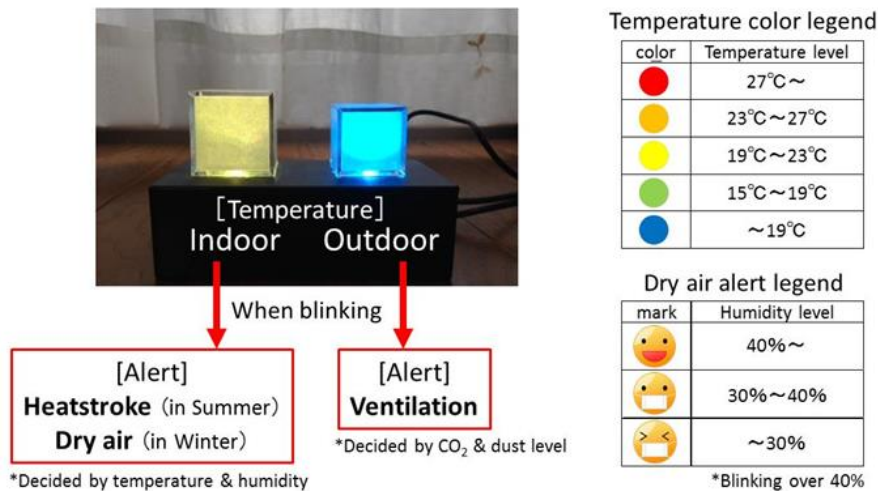 [Temperature]
Indoor Outdoor
When blinking
[Alert]
Heatstroke (in Summer)
Dry air (in Winter)
*Decided by temperature & humidity
[Alert]
Ventilation
*Decided by CO₂ & dust level
Temperature color legend
color Temperature level
27℃～
23℃～27℃
19℃～23℃
15℃～19℃
～19℃
Dry air alert legend
mark Humidity level
40%～
30%～40%
～30%
*Blinking over 40%